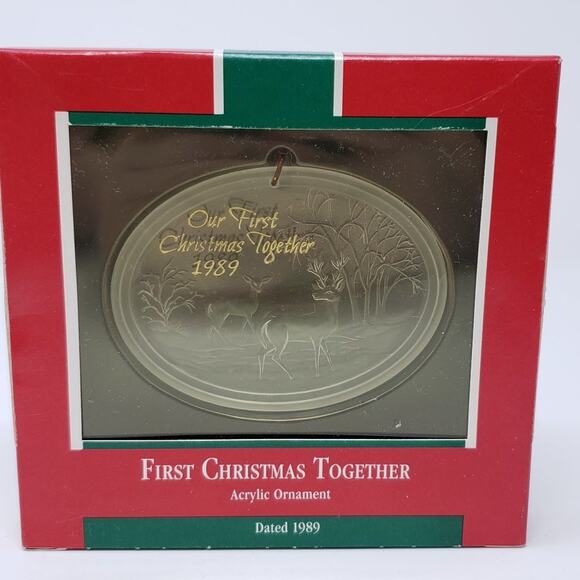 Our First
Christmas Together
1989
FIRST CHRISTMAS TOGETHER
Acrylic Ornament
Dated 1989